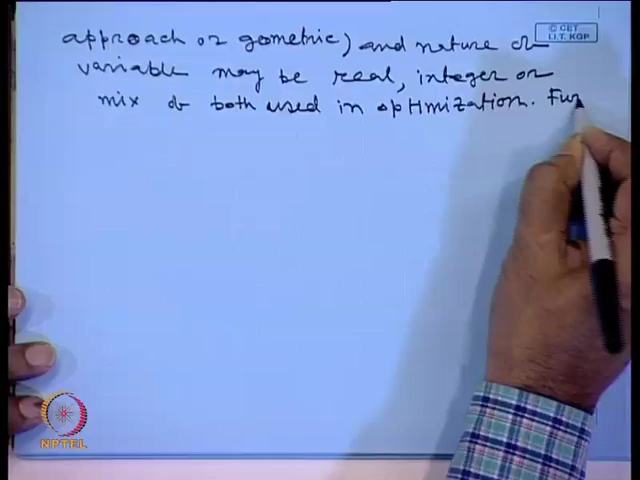 © CET
I.I.T. KGP
approach or gometric) and nature of
variable may be real, integer or
mix of both used in optimization. Fur
NPTEL